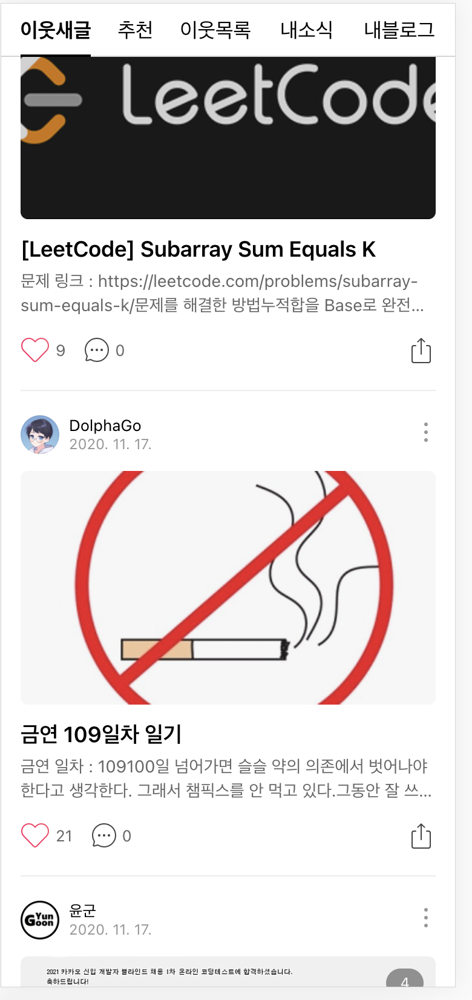 이웃새글 추천 이웃목록 내소식 내블로그
LeetCode
[LeetCode] Subarray Sum Equals K
문제 링크 : https://leetcode.com/problems/subarray-
sum-equals-k/문제를 해결한 방법누적합을 Base로 완전...
9 0
DolphaGo
2020. 11. 17.
금연 109일차 일기
금연 일차 : 109100일 넘어가면 슬슬 약의 의존에서 벗어나야
한다고 생각한다. 그래서 챔픽스를 안 먹고 있다.그동안 잘 쓰...
21 0
Yun
Goon
윤군
2020. 11. 17.
2021 카카오 신입 개발자 블라인드 채용 1차 온라인 코딩테스트에 합격하셨습니다.
축하드립니다!
4